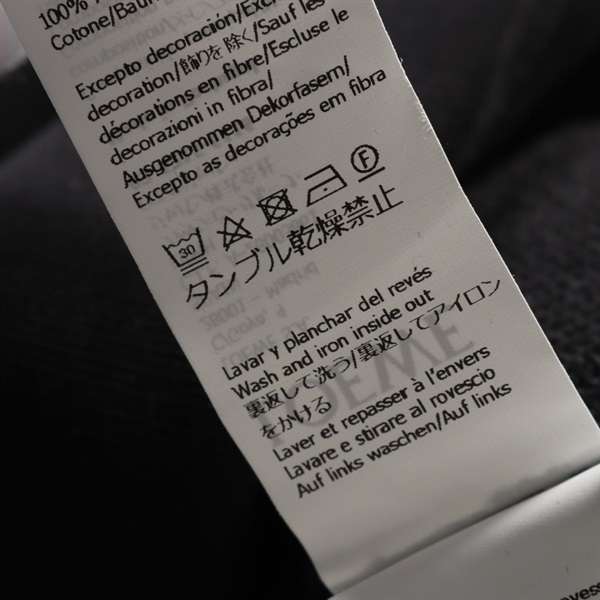 100%
Cotone/Baum
Excepto decoración/Exc
decoration/飾りを除く/Sauf les
décorations en fibre/Escluse le
decorazioni in fibra/
Ausgenommen Dekorfasern/
Excepto as decorações em fibra
30 F
タンブル乾燥禁止
Lavar y planchar del revés
Wash and iron inside out
裏返して洗う/裏返してアイロン
をかける
Laver et repasser à l'envers
Lavare e stirare al rovescio
Auf links waschen/Auf links
LOEWE